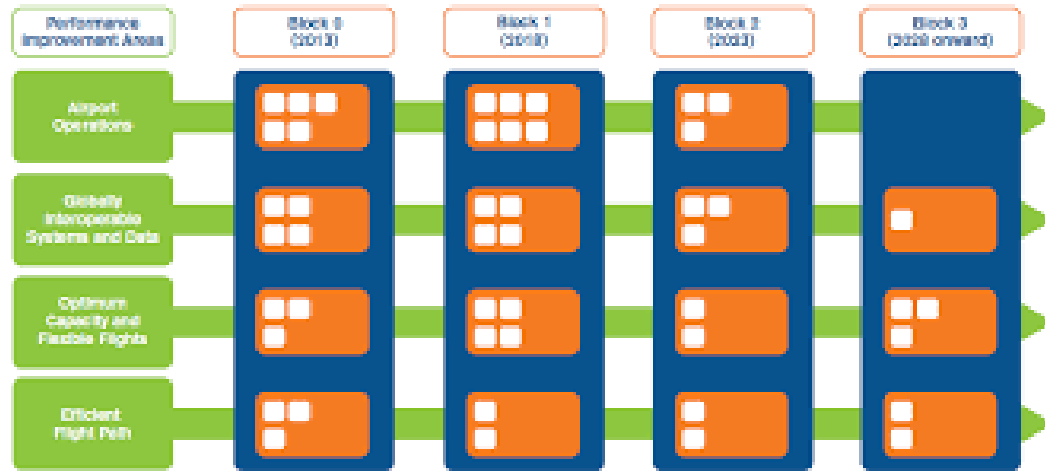 Performance
Improvement Areas
Block 0
(2013)
Block 1
(2018)
Block 2
(2023)
Block 3
(2028 onward)
Airport
Operations
Globally
Interoperable
Systems and Data
Optimum
Capacity and
Flexible Flights
Efficient
Flight Path